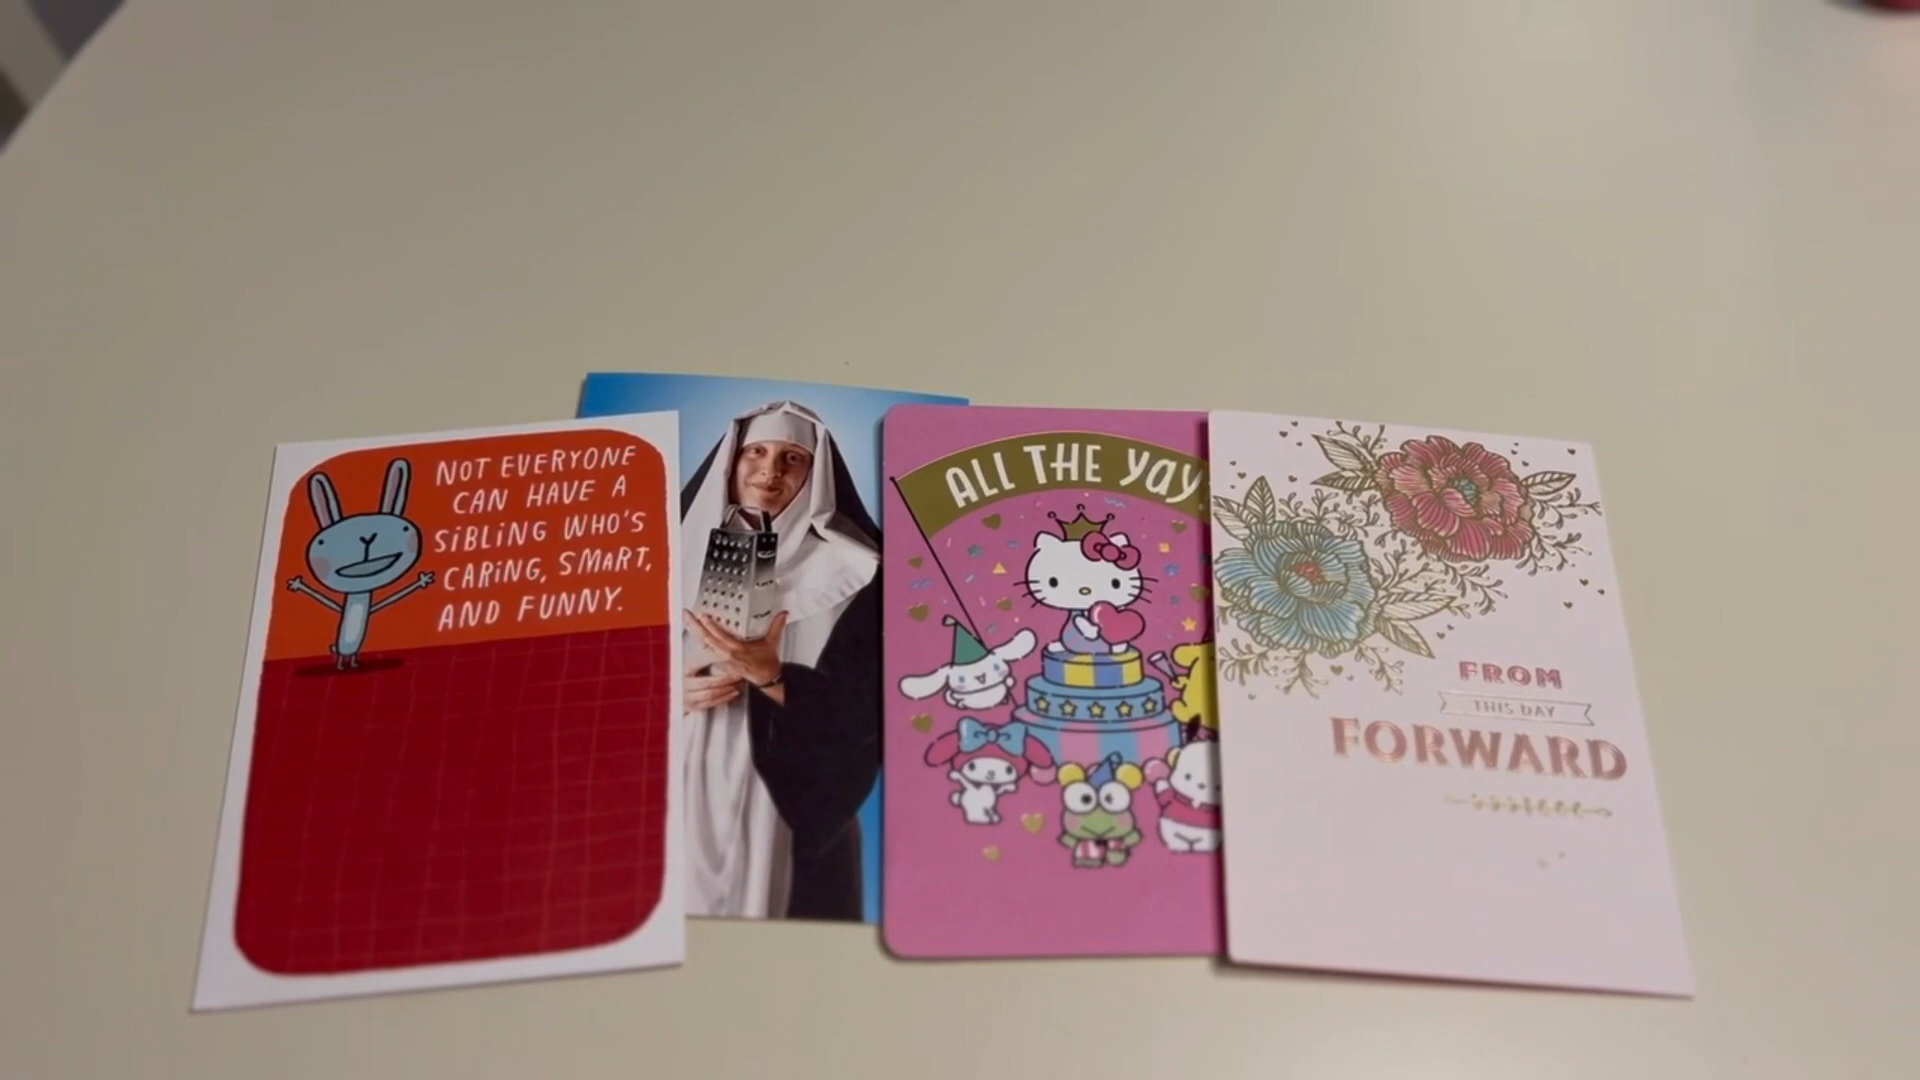 NOT EVERYONE
CAN HAVE A
SIBLING WHO'S
CARING, SMART,
AND FUNNY.
ALL THE YAY
FROM
THIS DAY
FORWARD